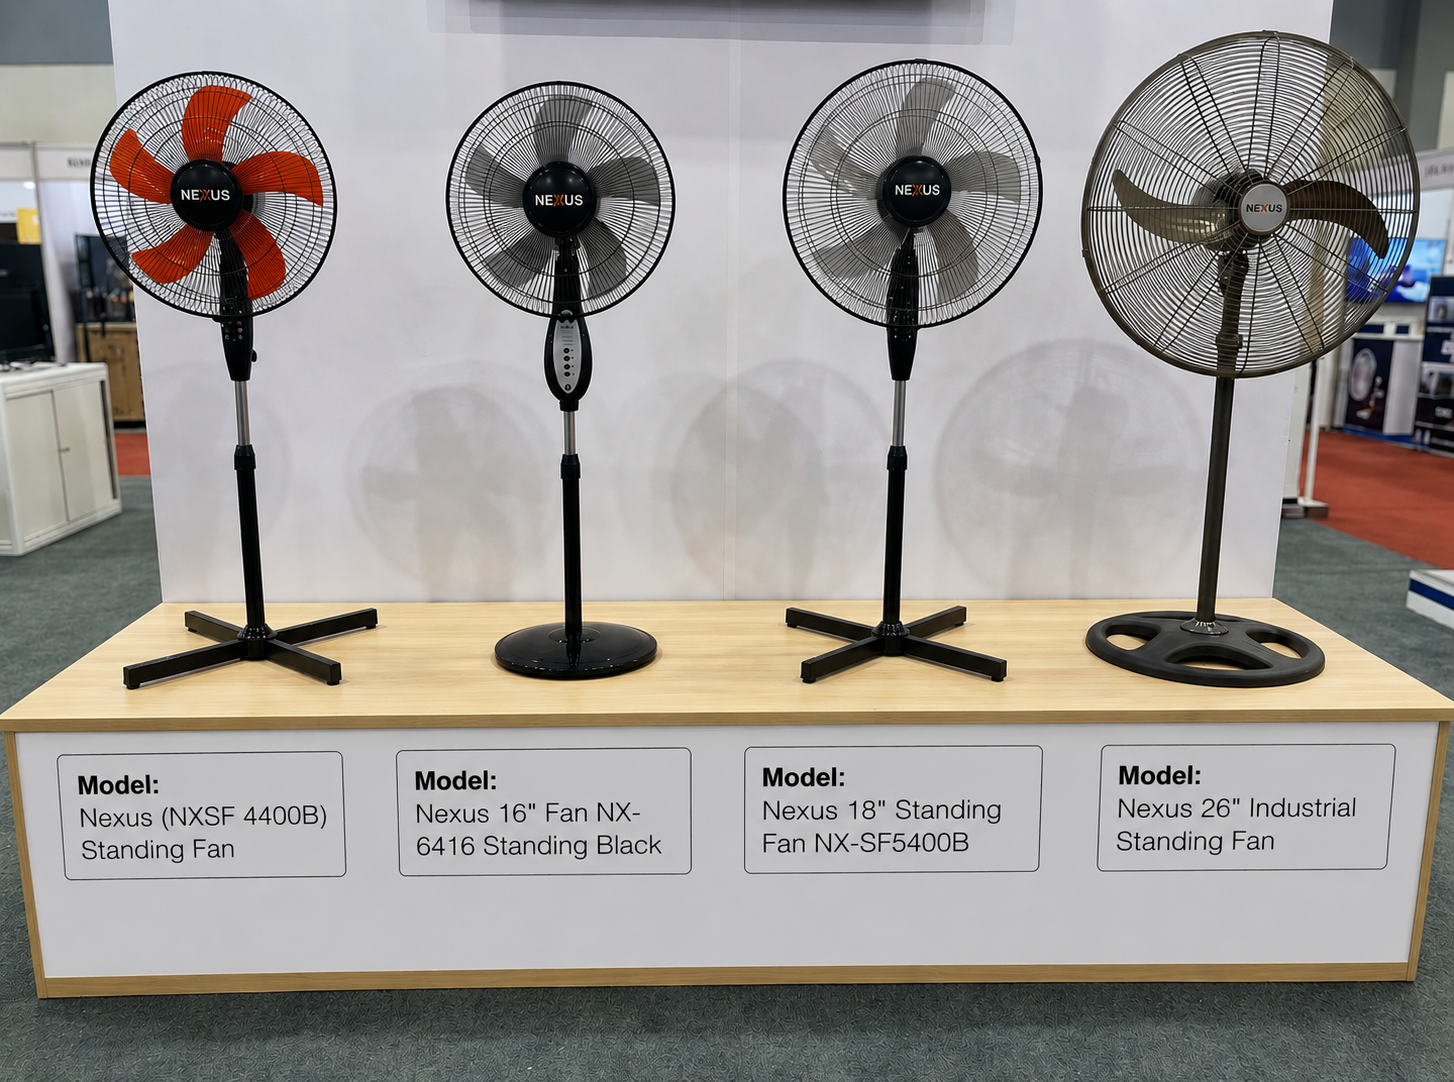 NEXUS
NEXUS
NEXUS
NEXUS
Model:
Nexus (NXSF 4400B)
Standing Fan
Model:
Nexus 16" Fan NX-
6416 Standing Black
Model:
Nexus 18" Standing
Fan NX-SF5400B
Model:
Nexus 26" Industrial
Standing Fan